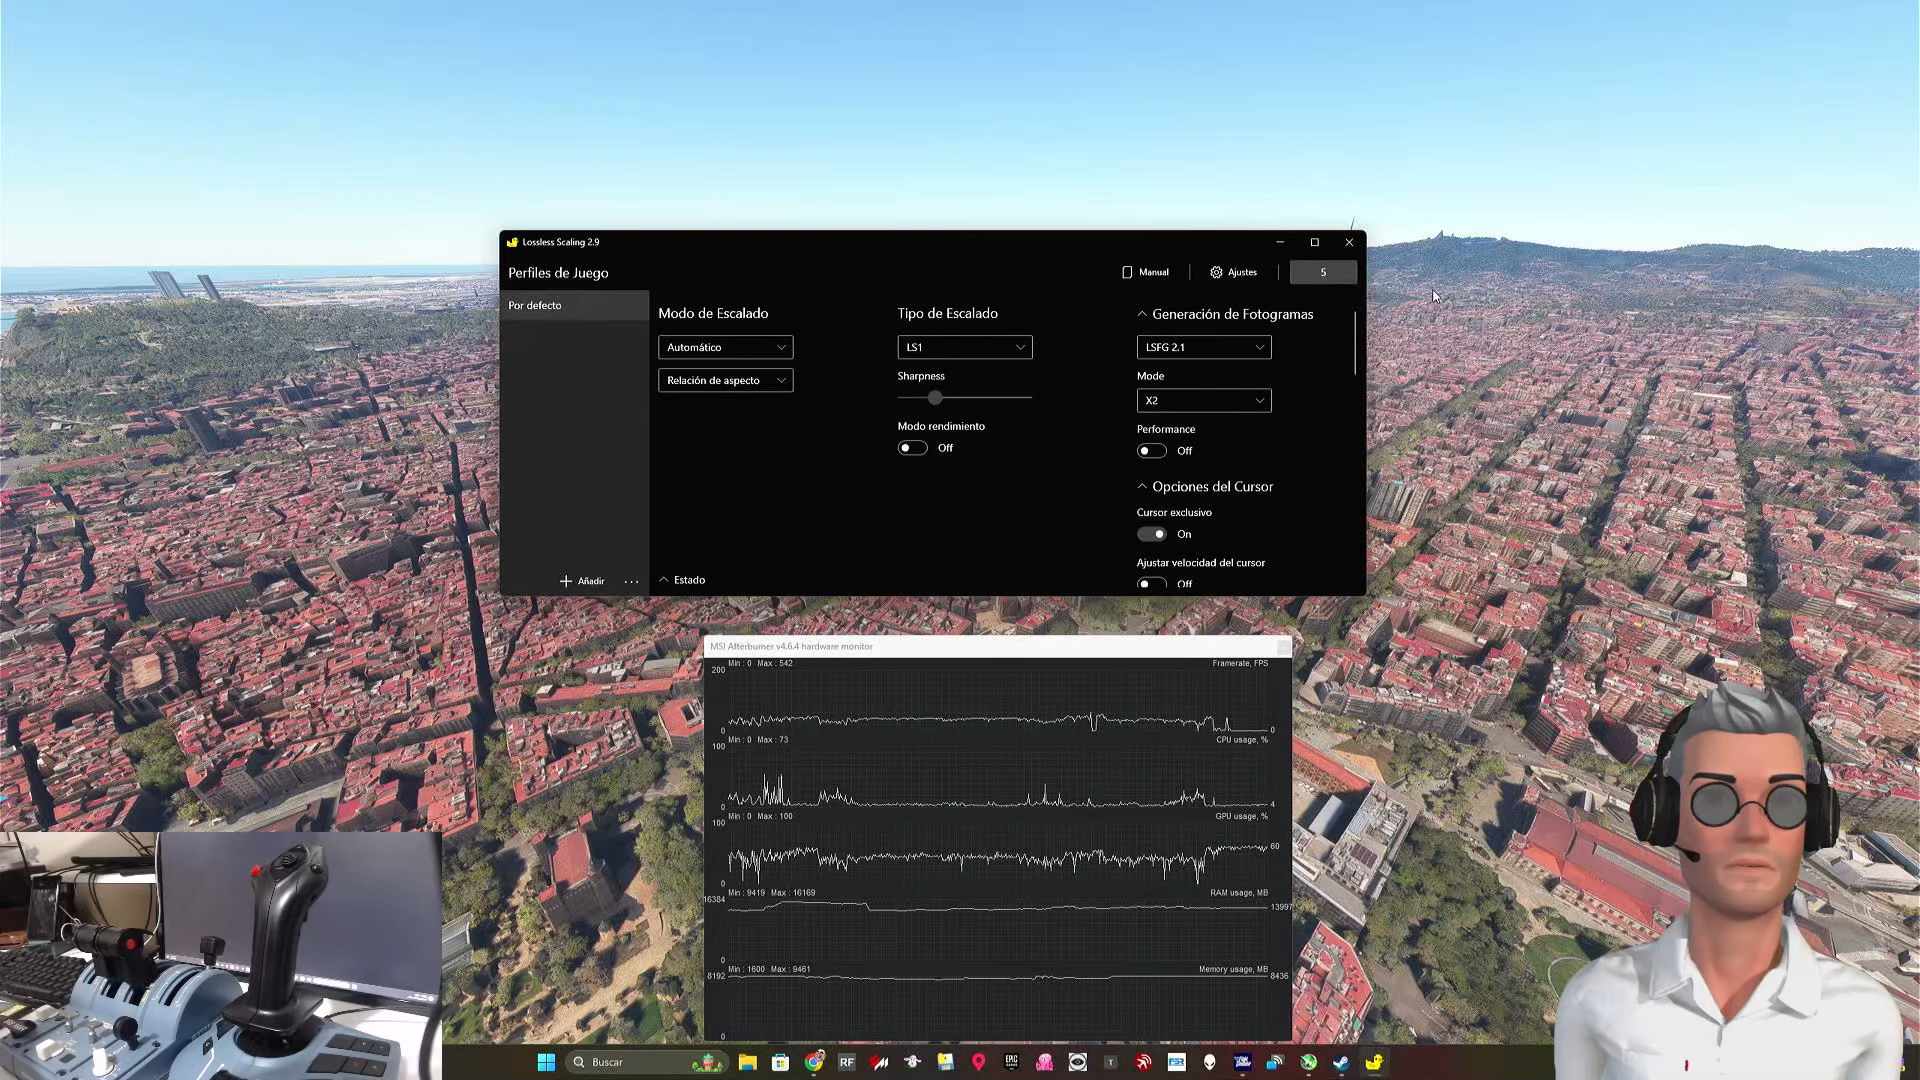 Lossless Scaling 2.9
Perfiles de Juego
Manual
Ajustes
5
Por defecto
Modo de Escalado
Automático
Relación de aspecto
Tipo de Escalado
LS1
Sharpness
Modo rendimiento
Off
Generación de Fotogramas
LSFG 2.1
Mode
X2
Performance
Off
Opciones del Cursor
Cursor exclusivo
On
Ajustar velocidad del cursor
Off
Añadir
Estado
MSI Afterburner v4.6.4 hardware monitor
Min : 0 Max : 542
Framerate, FPS
200
0
0
Min : 0 Max : 73
CPU usage, %
100
0
4
Min : 0 Max : 100
GPU usage, %
100
0
60
Min : 9419 Max : 16169
RAM usage, MB
16384
0
13997
Min : 1600 Max : 9461
Memory usage, MB
8192
0
8436
Buscar
RF
EPIC
T
FSR